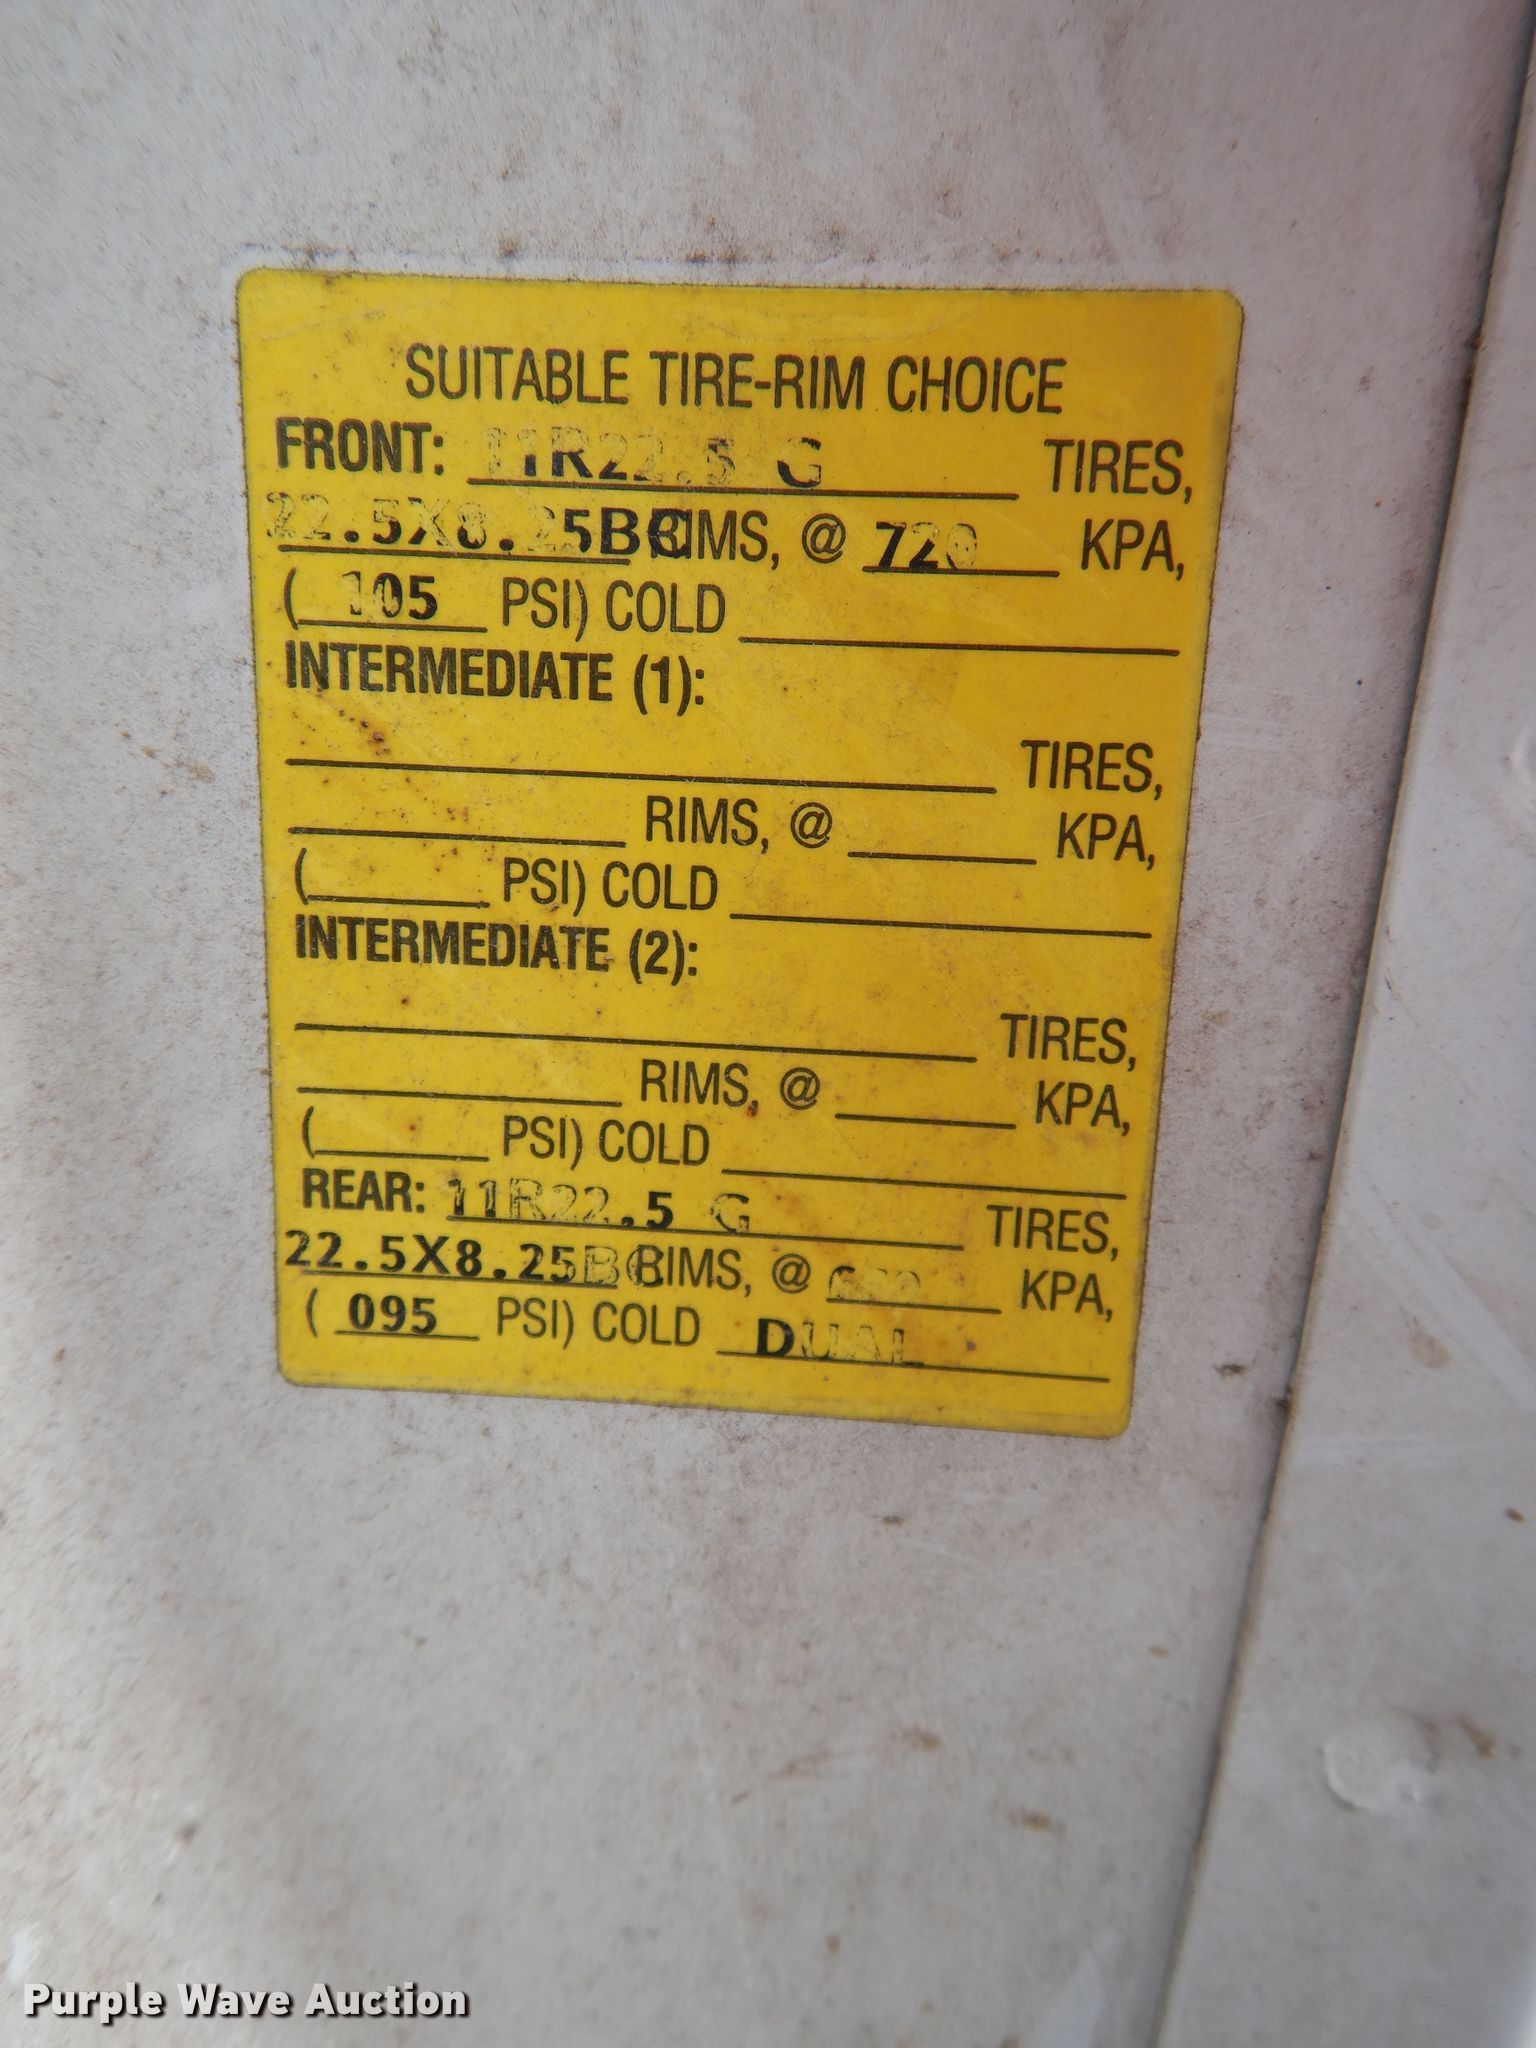 SUITABLE TIRE-RIM CHOICE
FRONT: 11R22.5 G TIRES,
22.5X8.25BC RIMS, @ 720 KPA,
( 105 PSI) COLD
INTERMEDIATE (1):
TIRES,
RIMS, @ KPA,
( PSI) COLD
INTERMEDIATE (2):
TIRES,
RIMS, @ KPA,
( PSI) COLD
REAR: 11R22.5 G TIRES,
22.5X8.25BC RIMS, @ KPA,
( 095 PSI) COLD DUAL
Purple Wave Auction